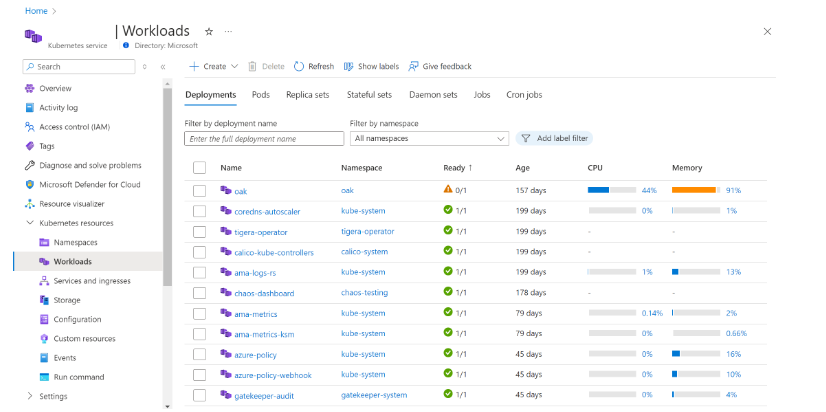 Home
| Workloads
Kubernetes service
Directory: Microsoft
Search
Create Delete Refresh Show labels Give feedback
Overview
Activity log
Access control (IAM)
Tags
Diagnose and solve problems
Microsoft Defender for Cloud
Resource visualizer
Kubernetes resources
Namespaces
Workloads
Services and ingresses
Storage
Configuration
Custom resources
Events
Run command
Settings
Deployments Pods Replica sets Stateful sets Daemon sets Jobs Cron jobs
Filter by deployment name Filter by namespace
Enter the full deployment name All namespaces Add label filter
Name Namespace Ready ↑ Age CPU Memory
oak oak 0/1 157 days 44% 91%
coredns-autoscaler kube-system 1/1 199 days 0% 1%
tigera-operator tigera-operator 1/1 199 days - -
calico-kube-controllers calico-system 1/1 199 days - -
ama-logs-rs kube-system 1/1 199 days 1% 13%
chaos-dashboard chaos-testing 1/1 178 days - -
ama-metrics kube-system 1/1 79 days 0.14% 2%
ama-metrics-ksm kube-system 1/1 79 days 0% 0.66%
azure-policy kube-system 1/1 45 days 0% 16%
azure-policy-webhook kube-system 1/1 45 days 0% 10%
gatekeeper-audit gatekeeper-system 1/1 45 days 0% 4%